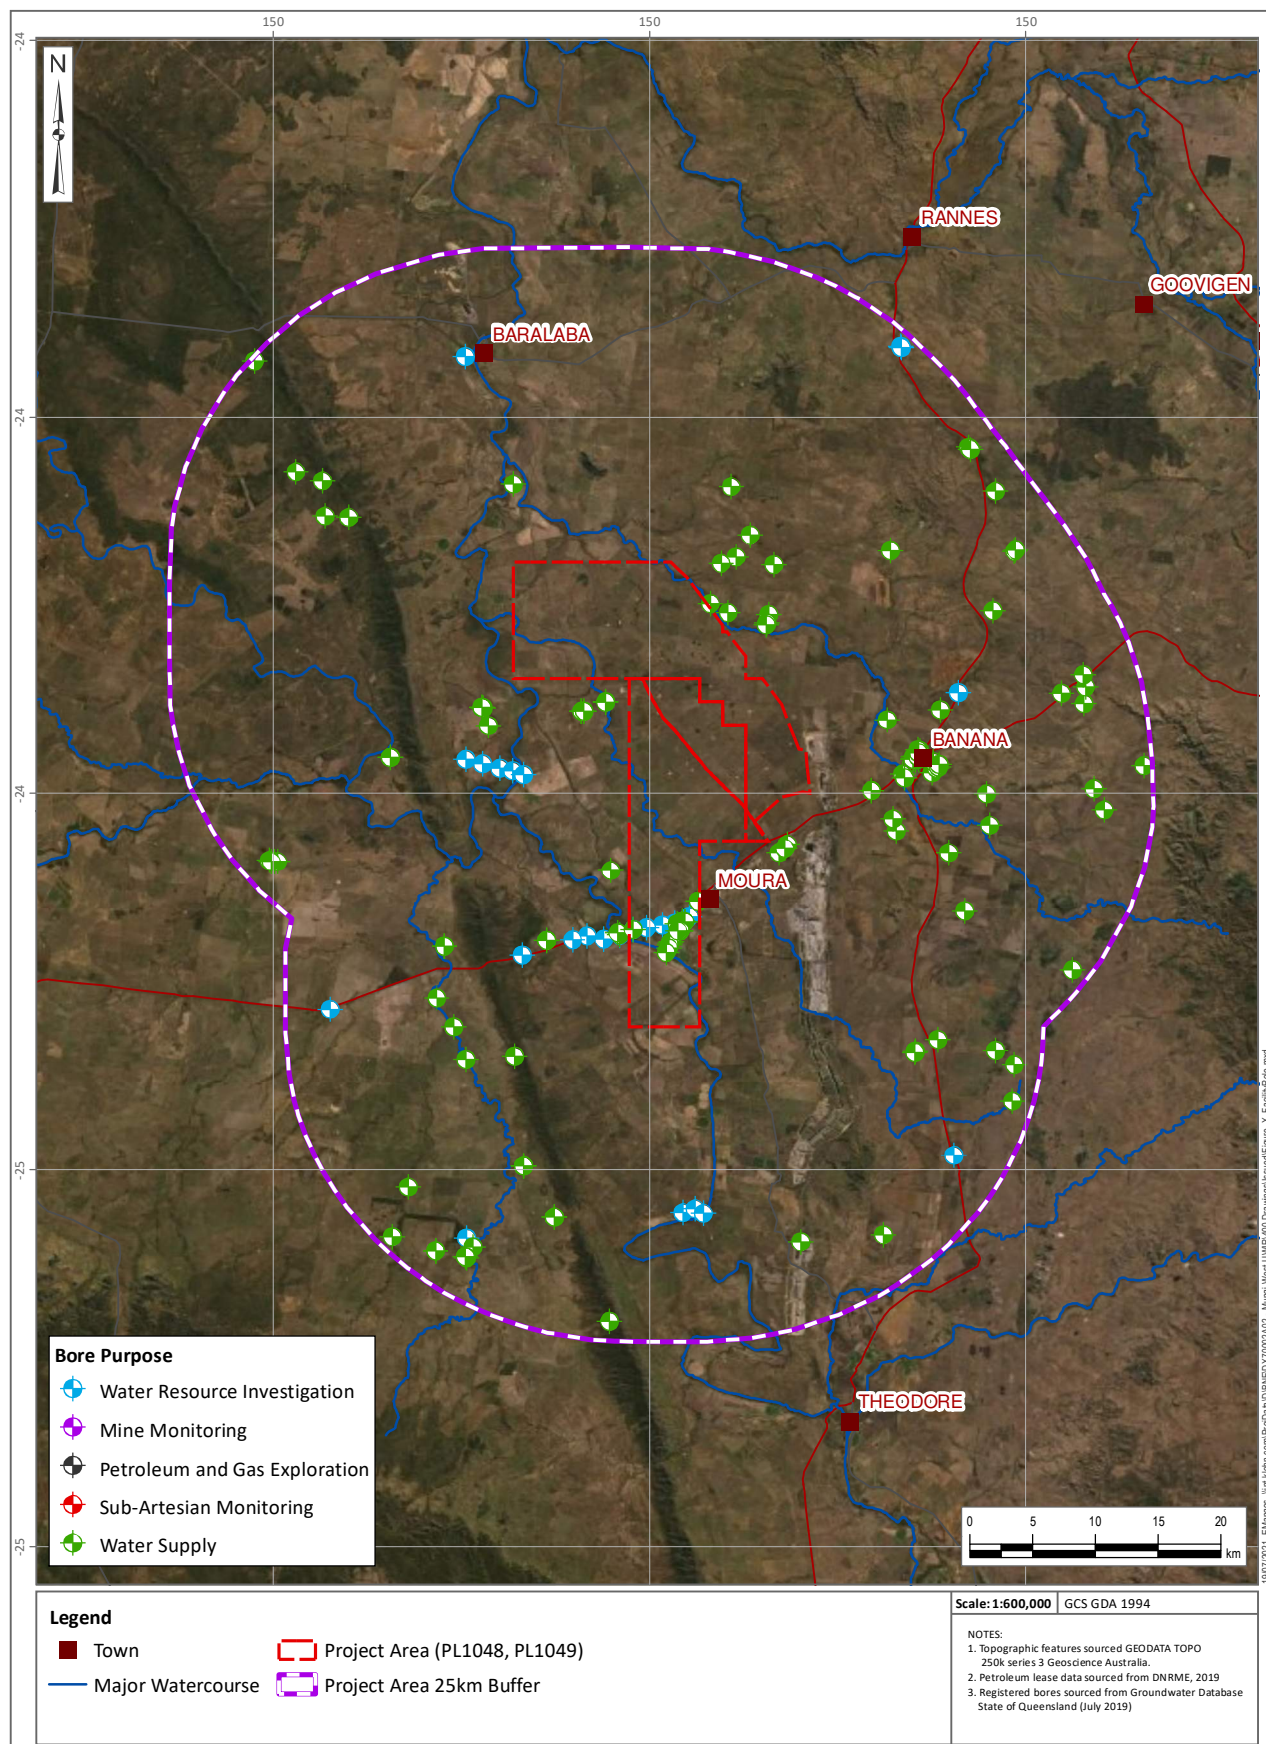 150
150
150
-24
N
RANNES
GOOVIGEN
BARALABA
-24
BANANA
-24
MOURA
-25
THEODORE
-25
Bore Purpose
Water Resource Investigation
Mine Monitoring
Petroleum and Gas Exploration
Sub-Artesian Monitoring
Water Supply
0 5 10 15 20
km
Legend
Town
Project Area (PL1048, PL1049)
Major Watercourse
Project Area 25km Buffer
Scale: 1:600,000
GCS GDA 1994
NOTES:
1. Topographic features sourced GEODATA TOPO
250k series 3 Geoscience Australia.
2. Petroleum lease data sourced from DNRME, 2019
3. Registered bores sourced from Groundwater Database
State of Queensland (July 2019)